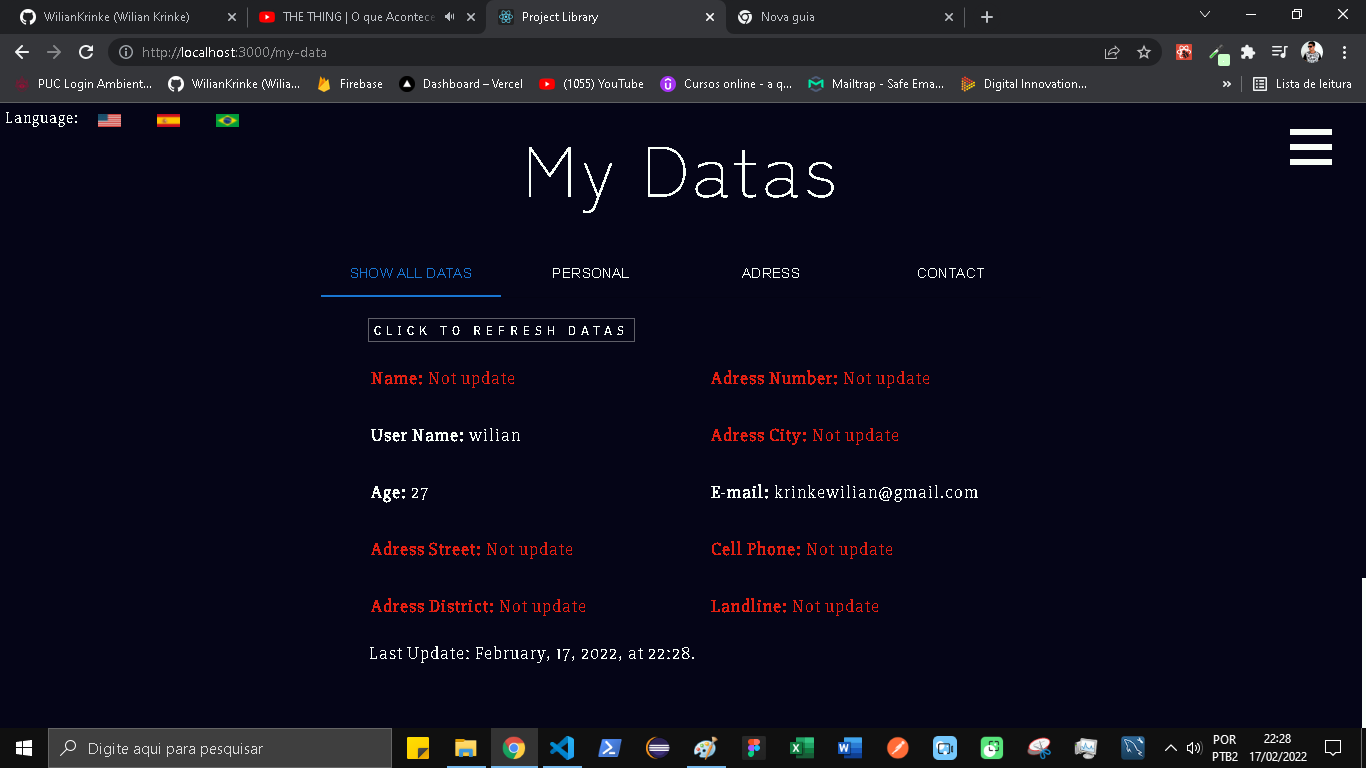 WilianKrinke (Wilian Krinke)
THE THING | O que Acontece
Project Library
Nova guia
http://localhost:3000/my-data
PUC Login Ambient...
WilianKrinke (Wilia...
Firebase
Dashboard – Vercel
(1055) YouTube
Cursos online - a q...
Mailtrap - Safe Ema...
Digital Innovation...
»
Lista de leitura
Language:
My Datas
SHOW ALL DATAS
PERSONAL
ADRESS
CONTACT
CLICK TO REFRESH DATAS
Name: Not update
Adress Number: Not update
User Name: wilian
Adress City: Not update
Age: 27
E-mail: krinkewilian@gmail.com
Adress Street: Not update
Cell Phone: Not update
Adress District: Not update
Landline: Not update
Last Update: February, 17, 2022, at 22:28.
Digite aqui para pesquisar
POR
PTB2
22:28
17/02/2022